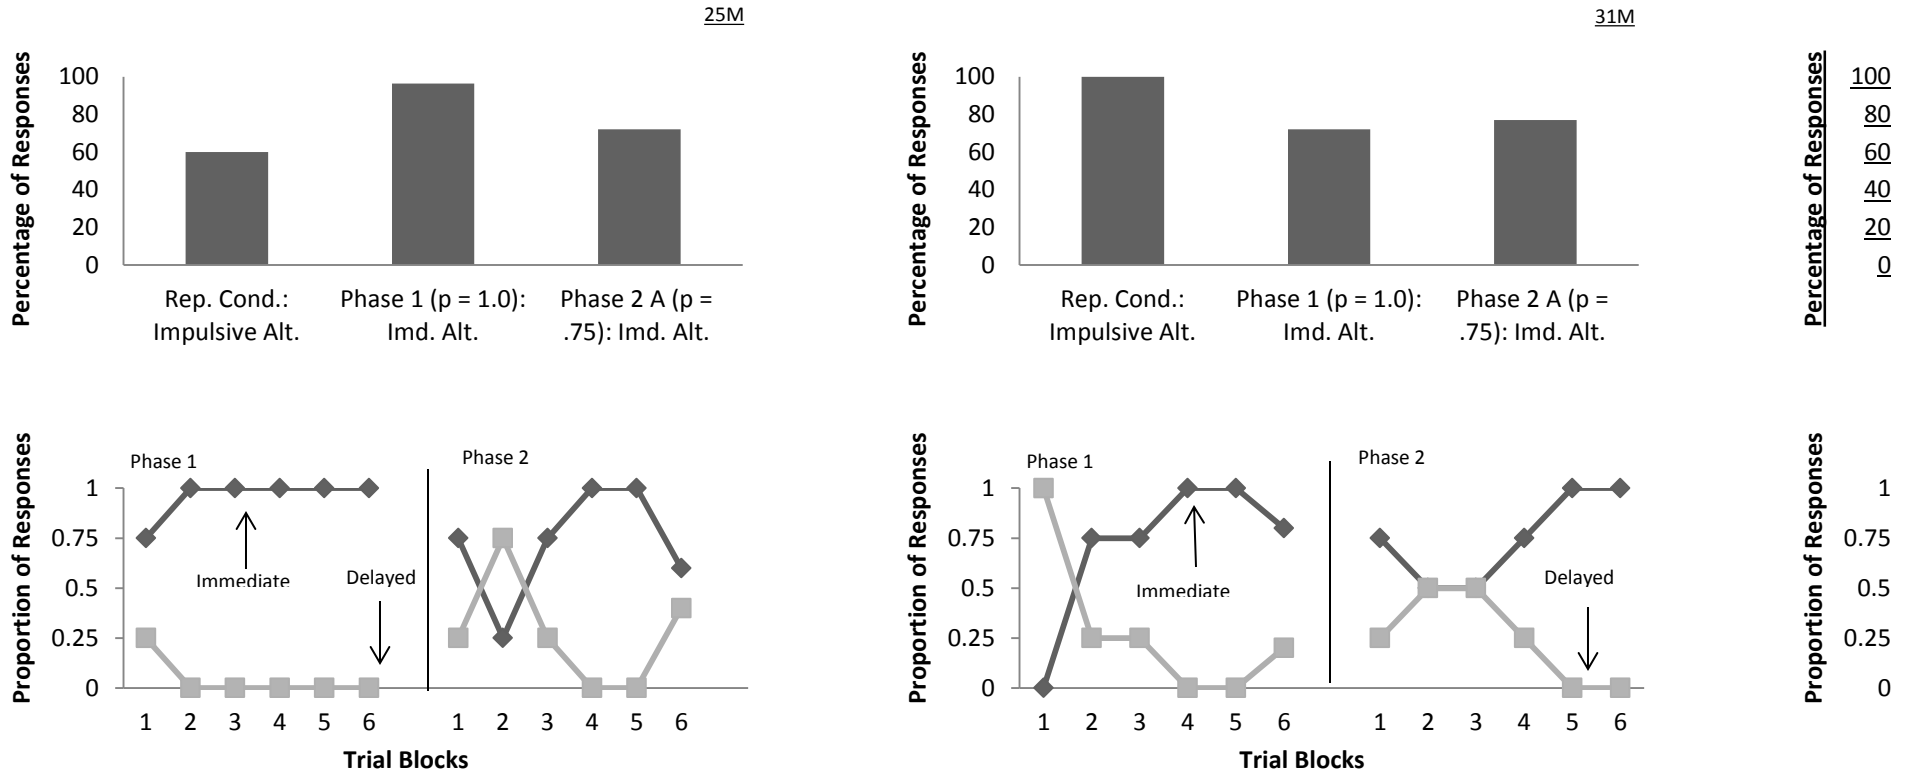 25M
Percentage of Responses
100
80
60
40
20
0
Rep. Cond.:
Impulsive Alt.
Phase 1 (p = 1.0):
Imd. Alt.
Phase 2 A (p =
.75): Imd. Alt.
31M
Percentage of Responses
100
80
60
40
20
0
Rep. Cond.:
Impulsive Alt.
Phase 1 (p = 1.0):
Imd. Alt.
Phase 2 A (p =
.75): Imd. Alt.
Percentage of Responses
100
80
60
40
20
0
Proportion of Responses
1
0.75
0.5
0.25
0
Phase 1
Phase 2
Immediate
Delayed
1 2 3 4 5 6 1 2 3 4 5 6
Trial Blocks
Proportion of Responses
1
0.75
0.5
0.25
0
Phase 1
Phase 2
Immediate
Delayed
1 2 3 4 5 6 1 2 3 4 5 6
Trial Blocks
Proportion of Responses
1
0.75
0.5
0.25
0